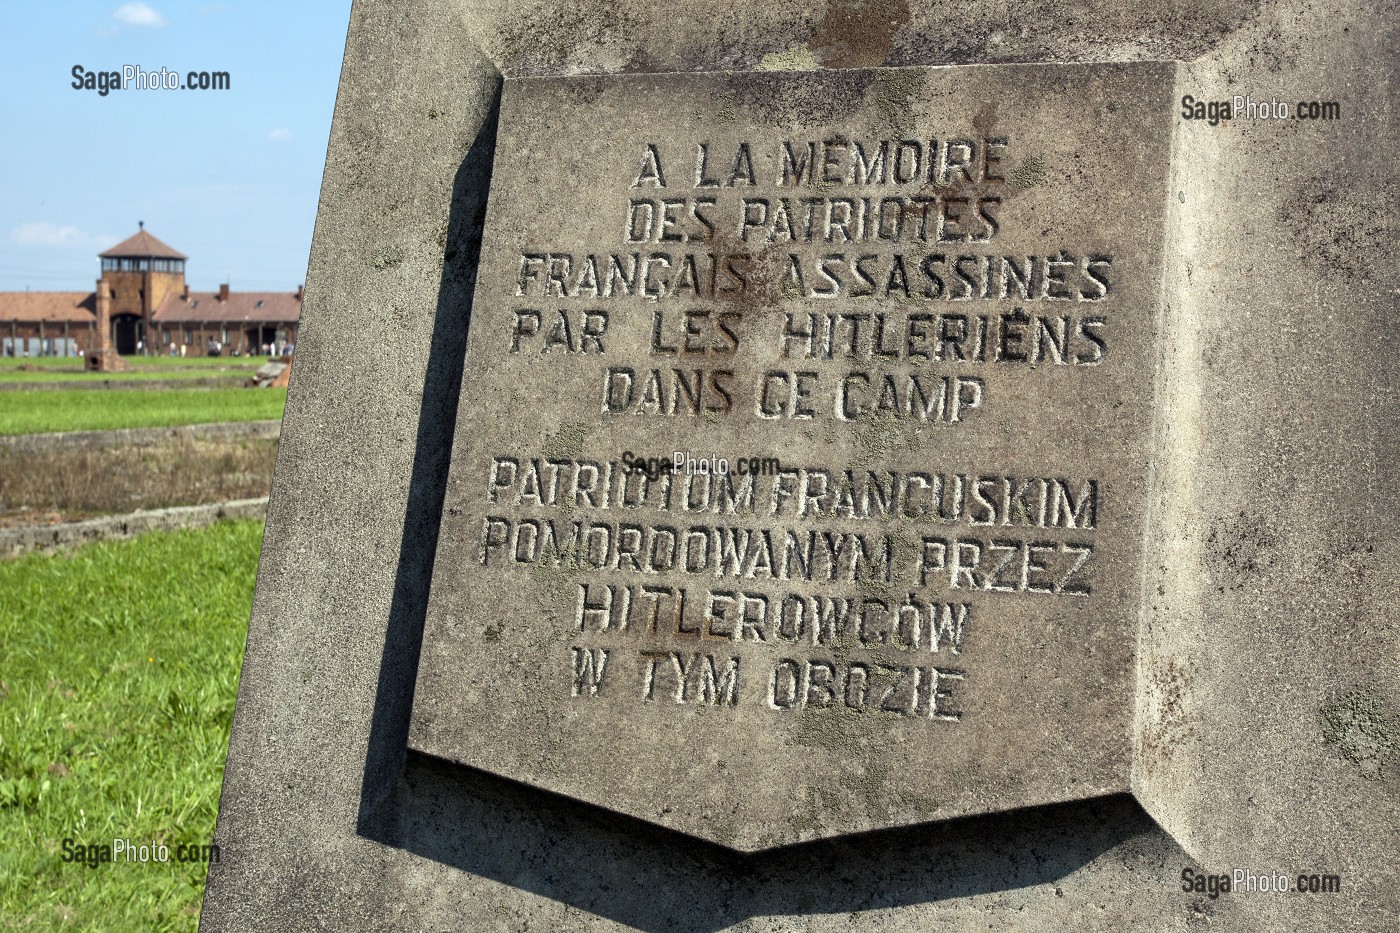 SagaPhoto.com
SagaPhoto.com
A LA MÉMOIRE
DES PATRIOTES
FRANÇAIS ASSASSINÉS
PAR LES HITLERIÉNS
DANS CE CAMP
SagaPhoto.com
PATRIOTOM FRANCUSKIM
POMORDOWANYM PRZEZ
HITLEROWCÓW
W TYM OBOZIE
SagaPhoto.com
SagaPhoto.com